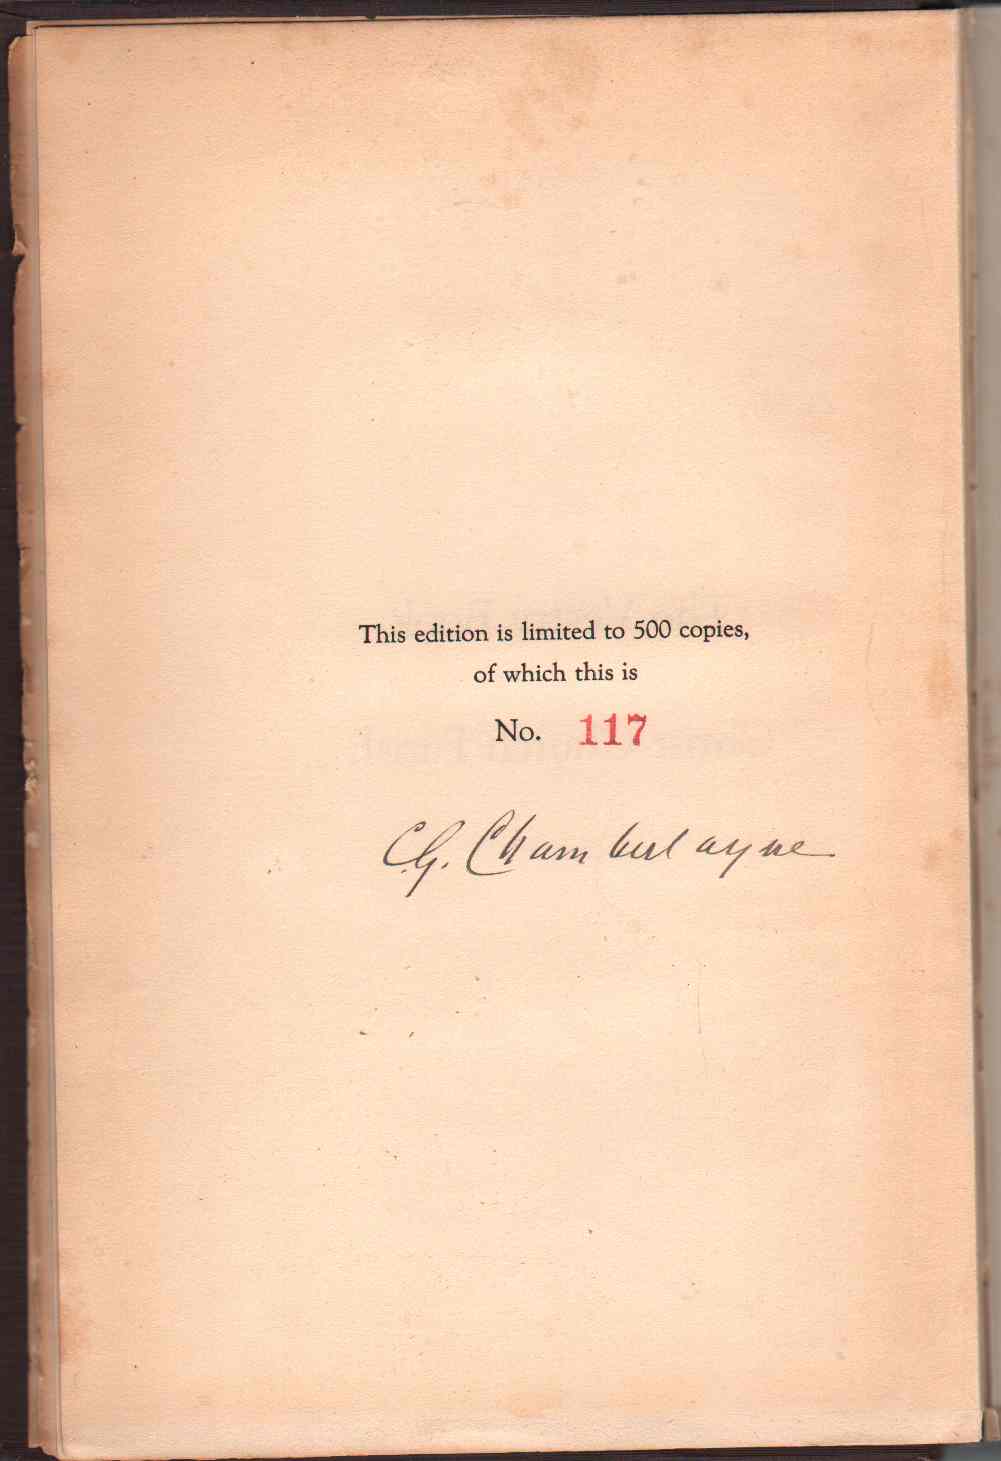 This edition is limited to 500 copies,
of which this is
No. 117
C.G. Chamberlayne